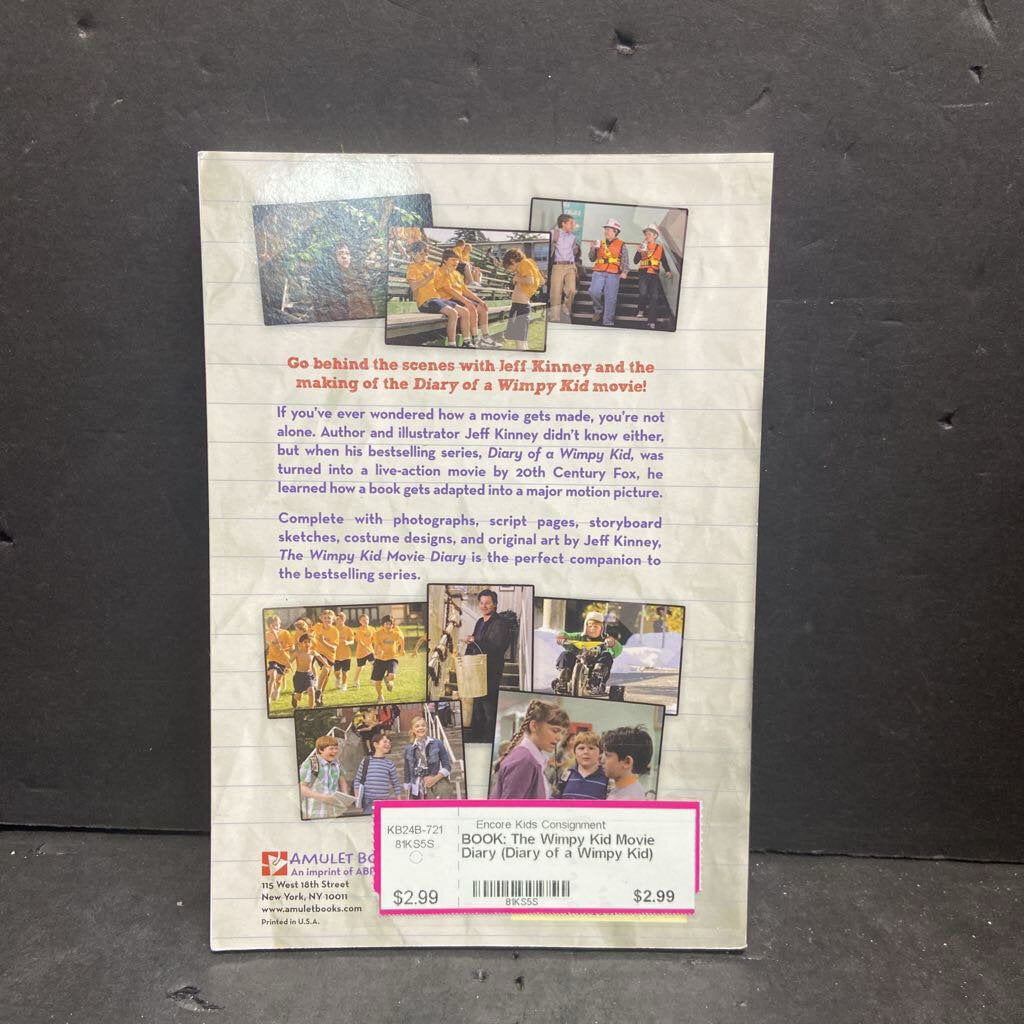 Go behind the scenes with Jeff Kinney and the
making of the Diary of a Wimpy Kid movie!
If you've ever wondered how a movie gets made, you're not
alone. Author and illustrator Jeff Kinney didn't know either,
but when his bestselling series, Diary of a Wimpy Kid, was
turned into a live-action movie by 20th Century Fox, he
learned how a book gets adapted into a major motion picture.
Complete with photographs, script pages, storyboard
sketches, costume designs, and original art by Jeff Kinney,
The Wimpy Kid Movie Diary is the perfect companion to
the bestselling series.
AMULET BO
An imprint of AB
115 West 18th Street
New York, NY 10011
www.amuletbooks.com
Printed in U.S.A.
KB24B-721
81KS5S
$2.99
Encore Kids Consignment
BOOK: The Wimpy Kid Movie
Diary (Diary of a Wimpy Kid)
81KS5S
$2.99